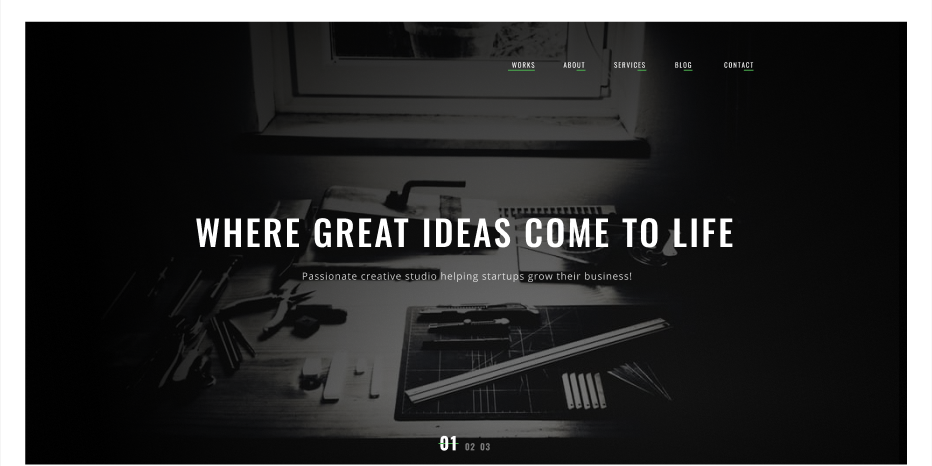 WORKS ABOUT SERVICES BLOG CONTACT
WHERE GREAT IDEAS COME TO LIFE
Passionate creative studio helping startups grow their business!
01 02 03